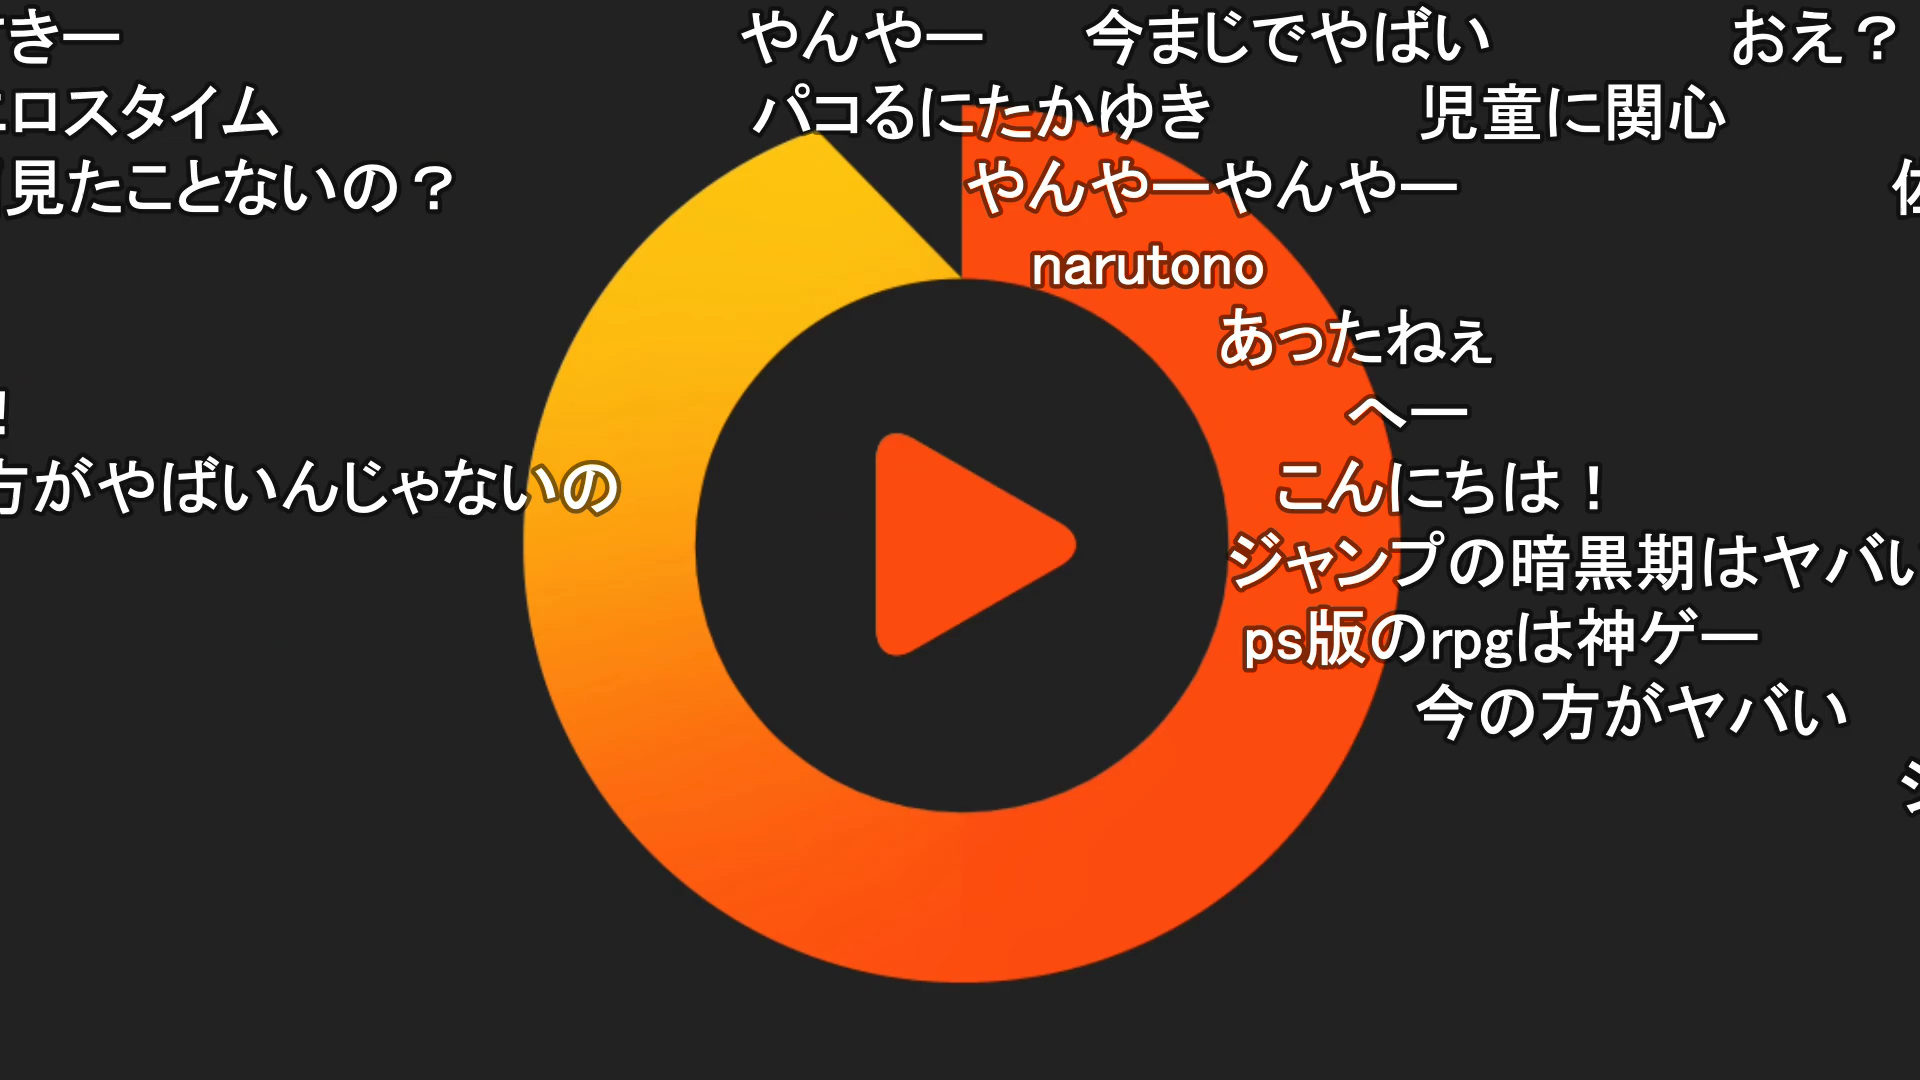 きー やんやー 今まじでやばい おえ？
エロスタイム パコるにたかゆき 児童に関心
見たことないの？ やんやーやんやー
narutono
あったねぇ
！ へー
方がやばいんじゃないの こんにちは！
ジャンプの暗黒期はヤバい
ps版のrpgは神ゲー
今の方がヤバい
ジ